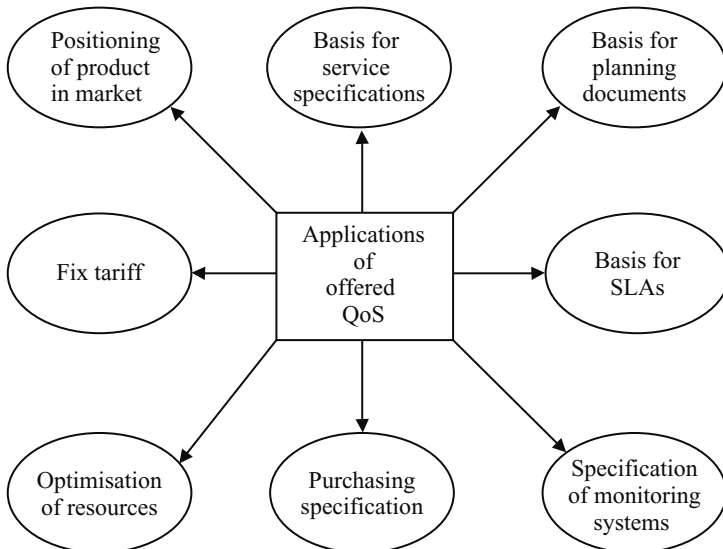 Positioning
of product
in market
Basis for
service
specifications
Basis for
planning
documents
Fix tariff
Applications
of
offered
QoS
Basis for
SLAs
Optimisation
of resources
Purchasing
specification
Specification
of monitoring
systems